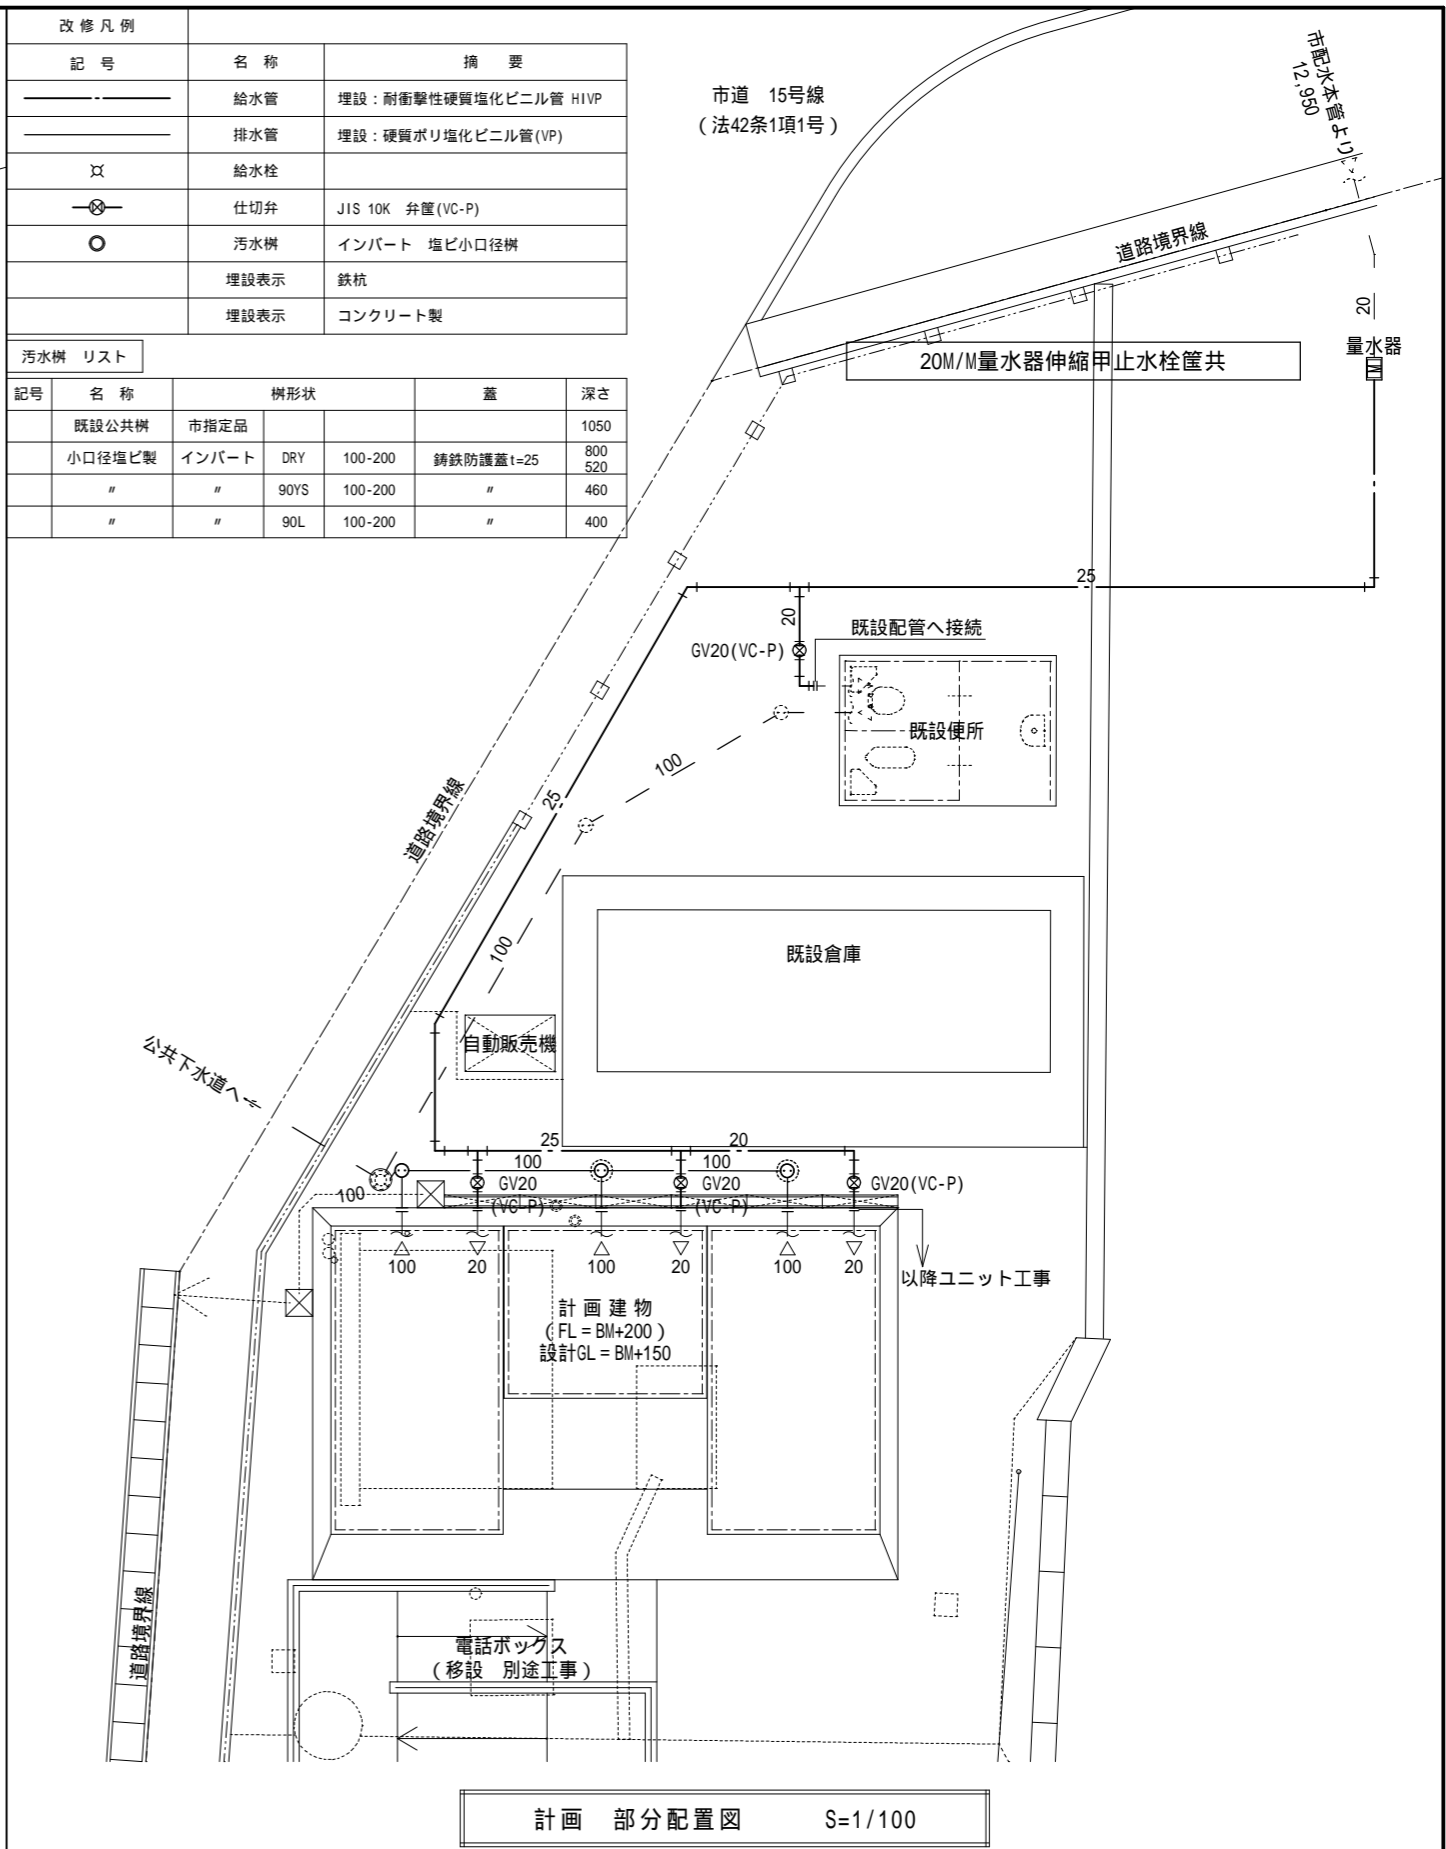 改修凡例
記号 名称 摘要
給水管 埋設：耐衝撃性硬質塩化ビニル管 HIVP
排水管 埋設：硬質ポリ塩化ビニル管(VP)
給水栓
仕切弁 JIS 10K 弁筺(VC-P)
汚水桝 インバート 塩ビ小口径桝
埋設表示 鉄杭
埋設表示 コンクリート製
汚水桝 リスト
記号 名称 桝形状 蓋 深さ
既設公共桝 市指定品 1050
小口径塩ビ製 インバート DRY 100-200 鋳鉄防護蓋t=25 800
520
〃 〃 90YS 100-200 〃 460
〃 〃 90L 100-200 〃 400
市道 15号線
(法42条1項1号)
市配水本管より
12,950
道路境界線
20
量水器
M
20M/M量水器伸縮甲止水栓筺共
25
20
既設配管へ接続
GV20(VC-P)
既設便所
100
25
道路境界線
100
既設倉庫
自動販売機
公共下水道へ
25 20
100 100
GV20
(VC-P)
GV20
(VC-P)
GV20(VC-P)
100
100 20 100 20 100 20
以降ユニット工事
計画建物
(FL=BM+200)
設計GL=BM+150
道路境界線
電話ボックス
(移設 別途工事)
計画 部分配置図 S=1/100